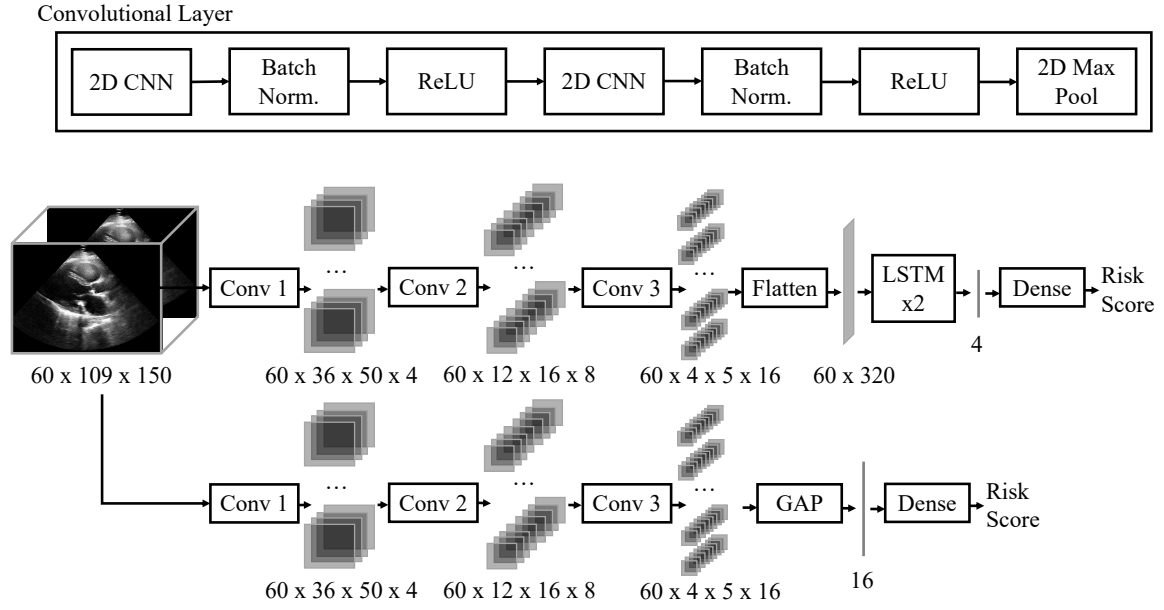 Convolutional Layer
2D CNN
Batch
Norm.
ReLU
2D CNN
Batch
Norm.
ReLU
2D Max
Pool
Conv 1
...
Conv 2
...
Conv 3
...
Flatten
LSTM
x2
Dense
Risk
Score
4
60 x 109 x 150
60 x 36 x 50 x 4
60 x 12 x 16 x 8
60 x 4 x 5 x 16
60 x 320
Conv 1
...
Conv 2
...
Conv 3
...
GAP
Dense
Risk
Score
16
60 x 36 x 50 x 4
60 x 12 x 16 x 8
60 x 4 x 5 x 16